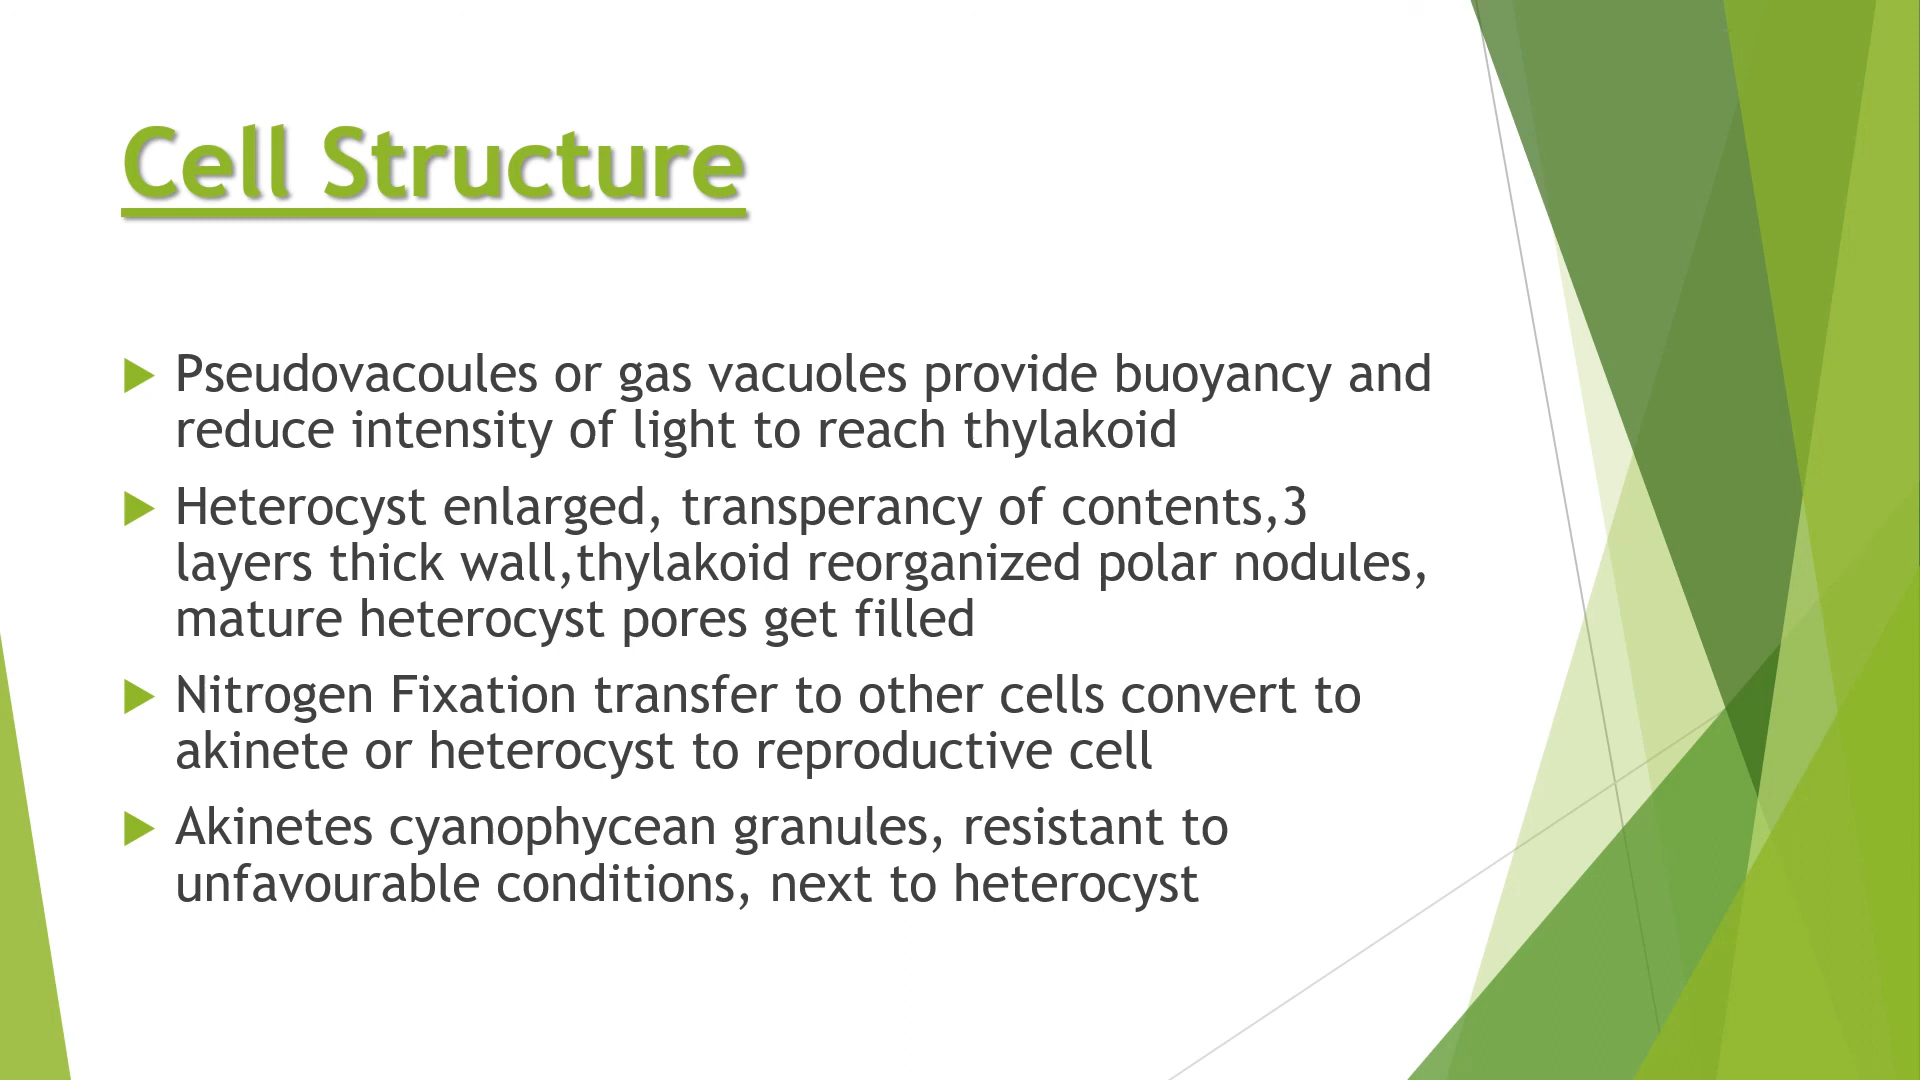 Cell Structure
Pseudovacoules or gas vacuoles provide buoyancy and
reduce intensity of light to reach thylakoid
Heterocyst enlarged, transperancy of contents,3
layers thick wall,thylakoid reorganized polar nodules,
mature heterocyst pores get filled
Nitrogen Fixation transfer to other cells convert to
akinete or heterocyst to reproductive cell
Akinetes cyanophycean granules, resistant to
unfavourable conditions, next to heterocyst